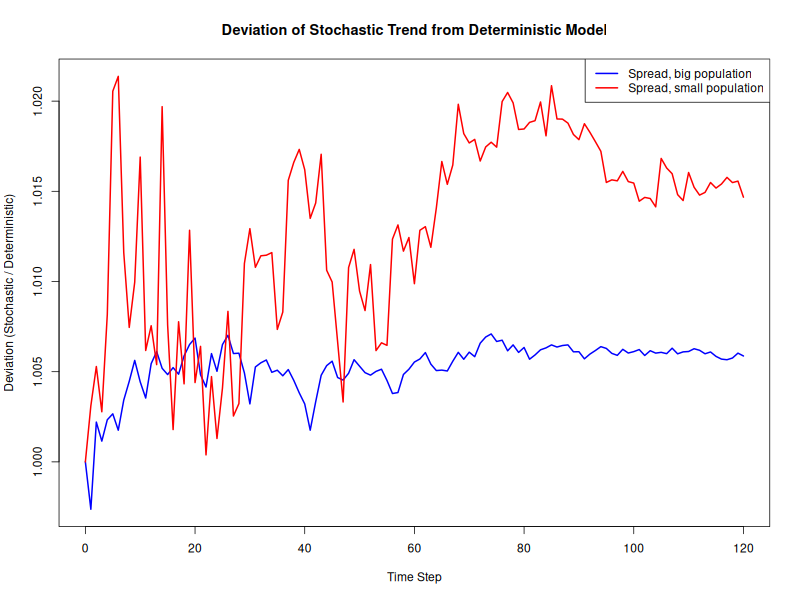 Deviation of Stochastic Trend from Deterministic Model
Spread, big population
Spread, small population
Deviation (Stochastic / Deterministic)
1.020
1.015
1.010
1.005
1.000
0 20 40 60 80 100 120
Time Step